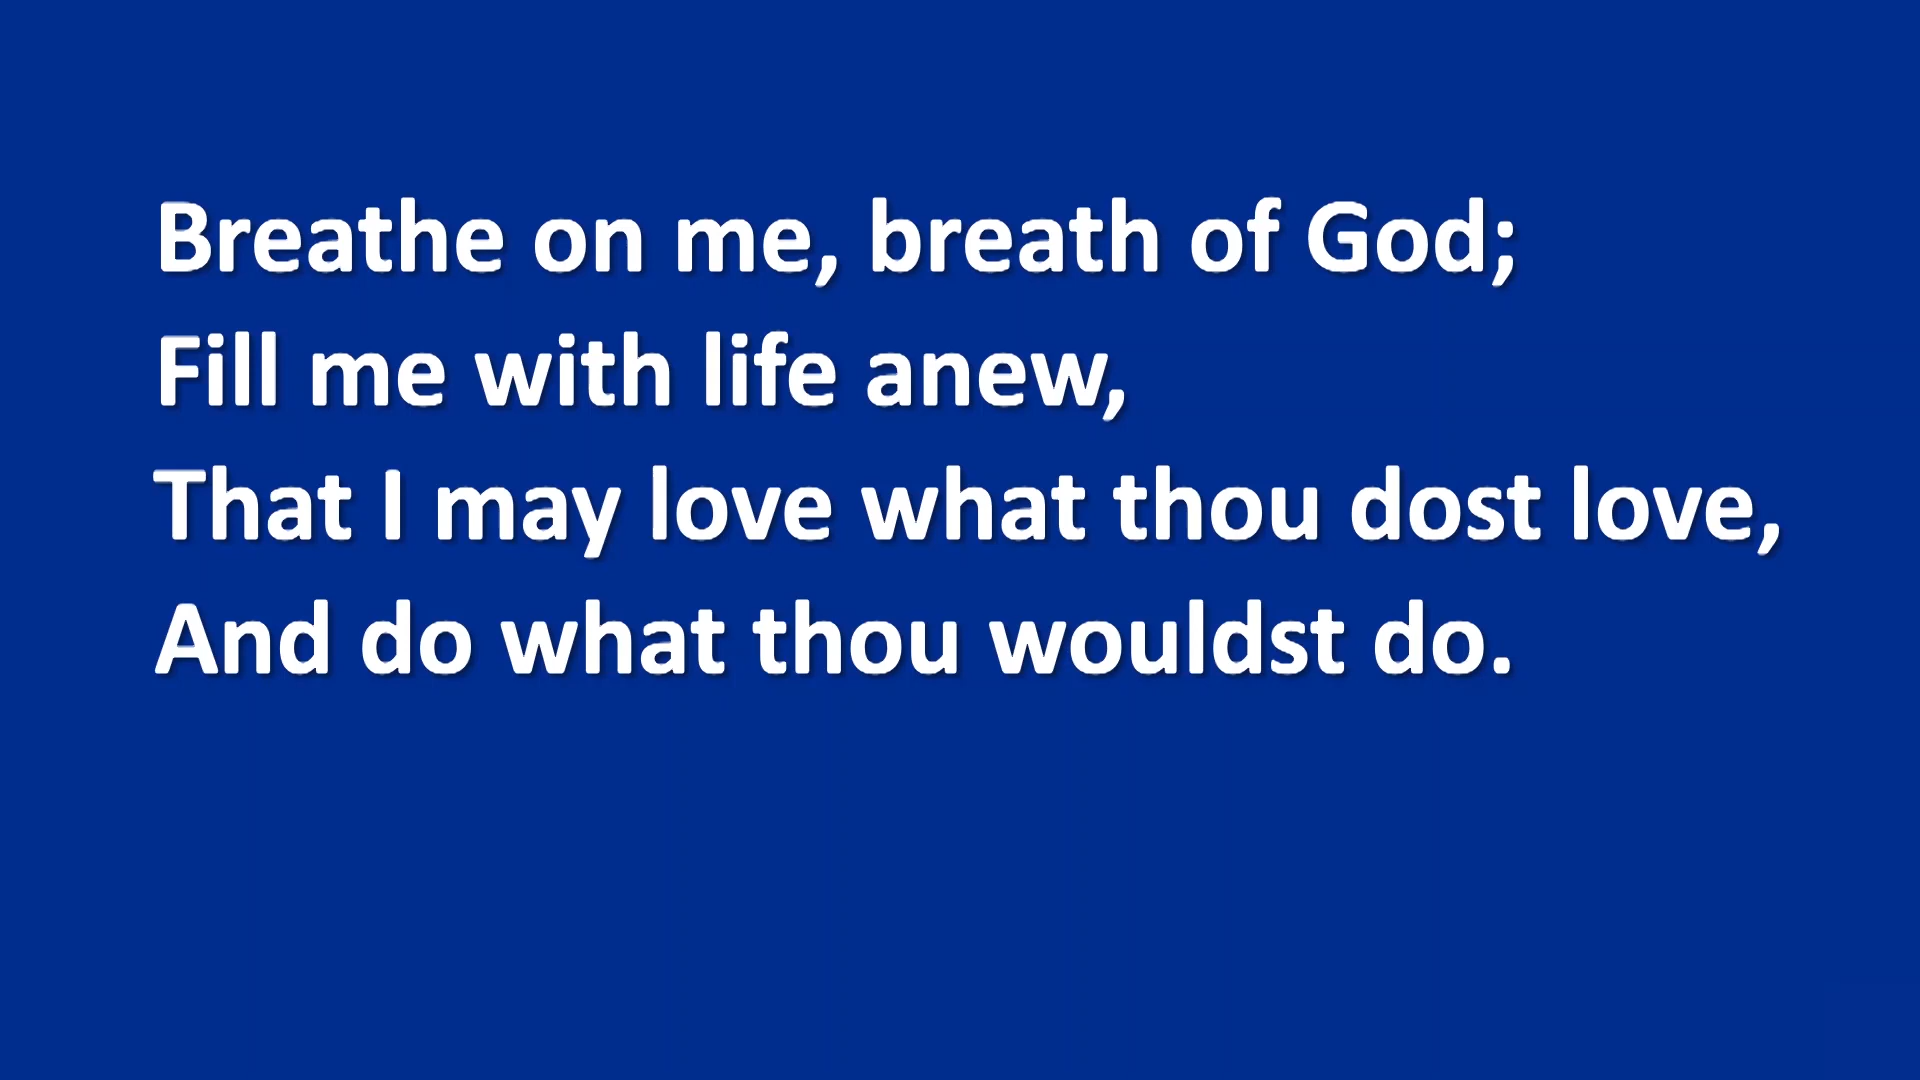 Breathe on me, breath of God;
Fill me with life anew,
That I may love what thou dost love,
And do what thou wouldst do.